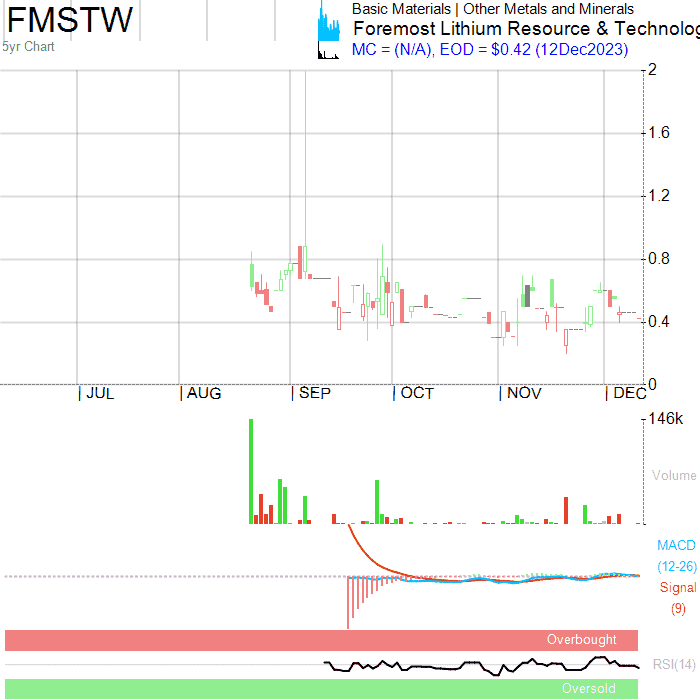 FMSTW
5yr Chart
Basic Materials | Other Metals and Minerals
Foremost Lithium Resource & Technolog
MC = (N/A), EOD = $0.42 (12Dec2023)
2
1.6
1.2
0.8
0.4
0
JUL AUG SEP OCT NOV DEC
146k
Volume
MACD
(12-26)
Signal
(9)
Overbought
RSI(14)
Oversold